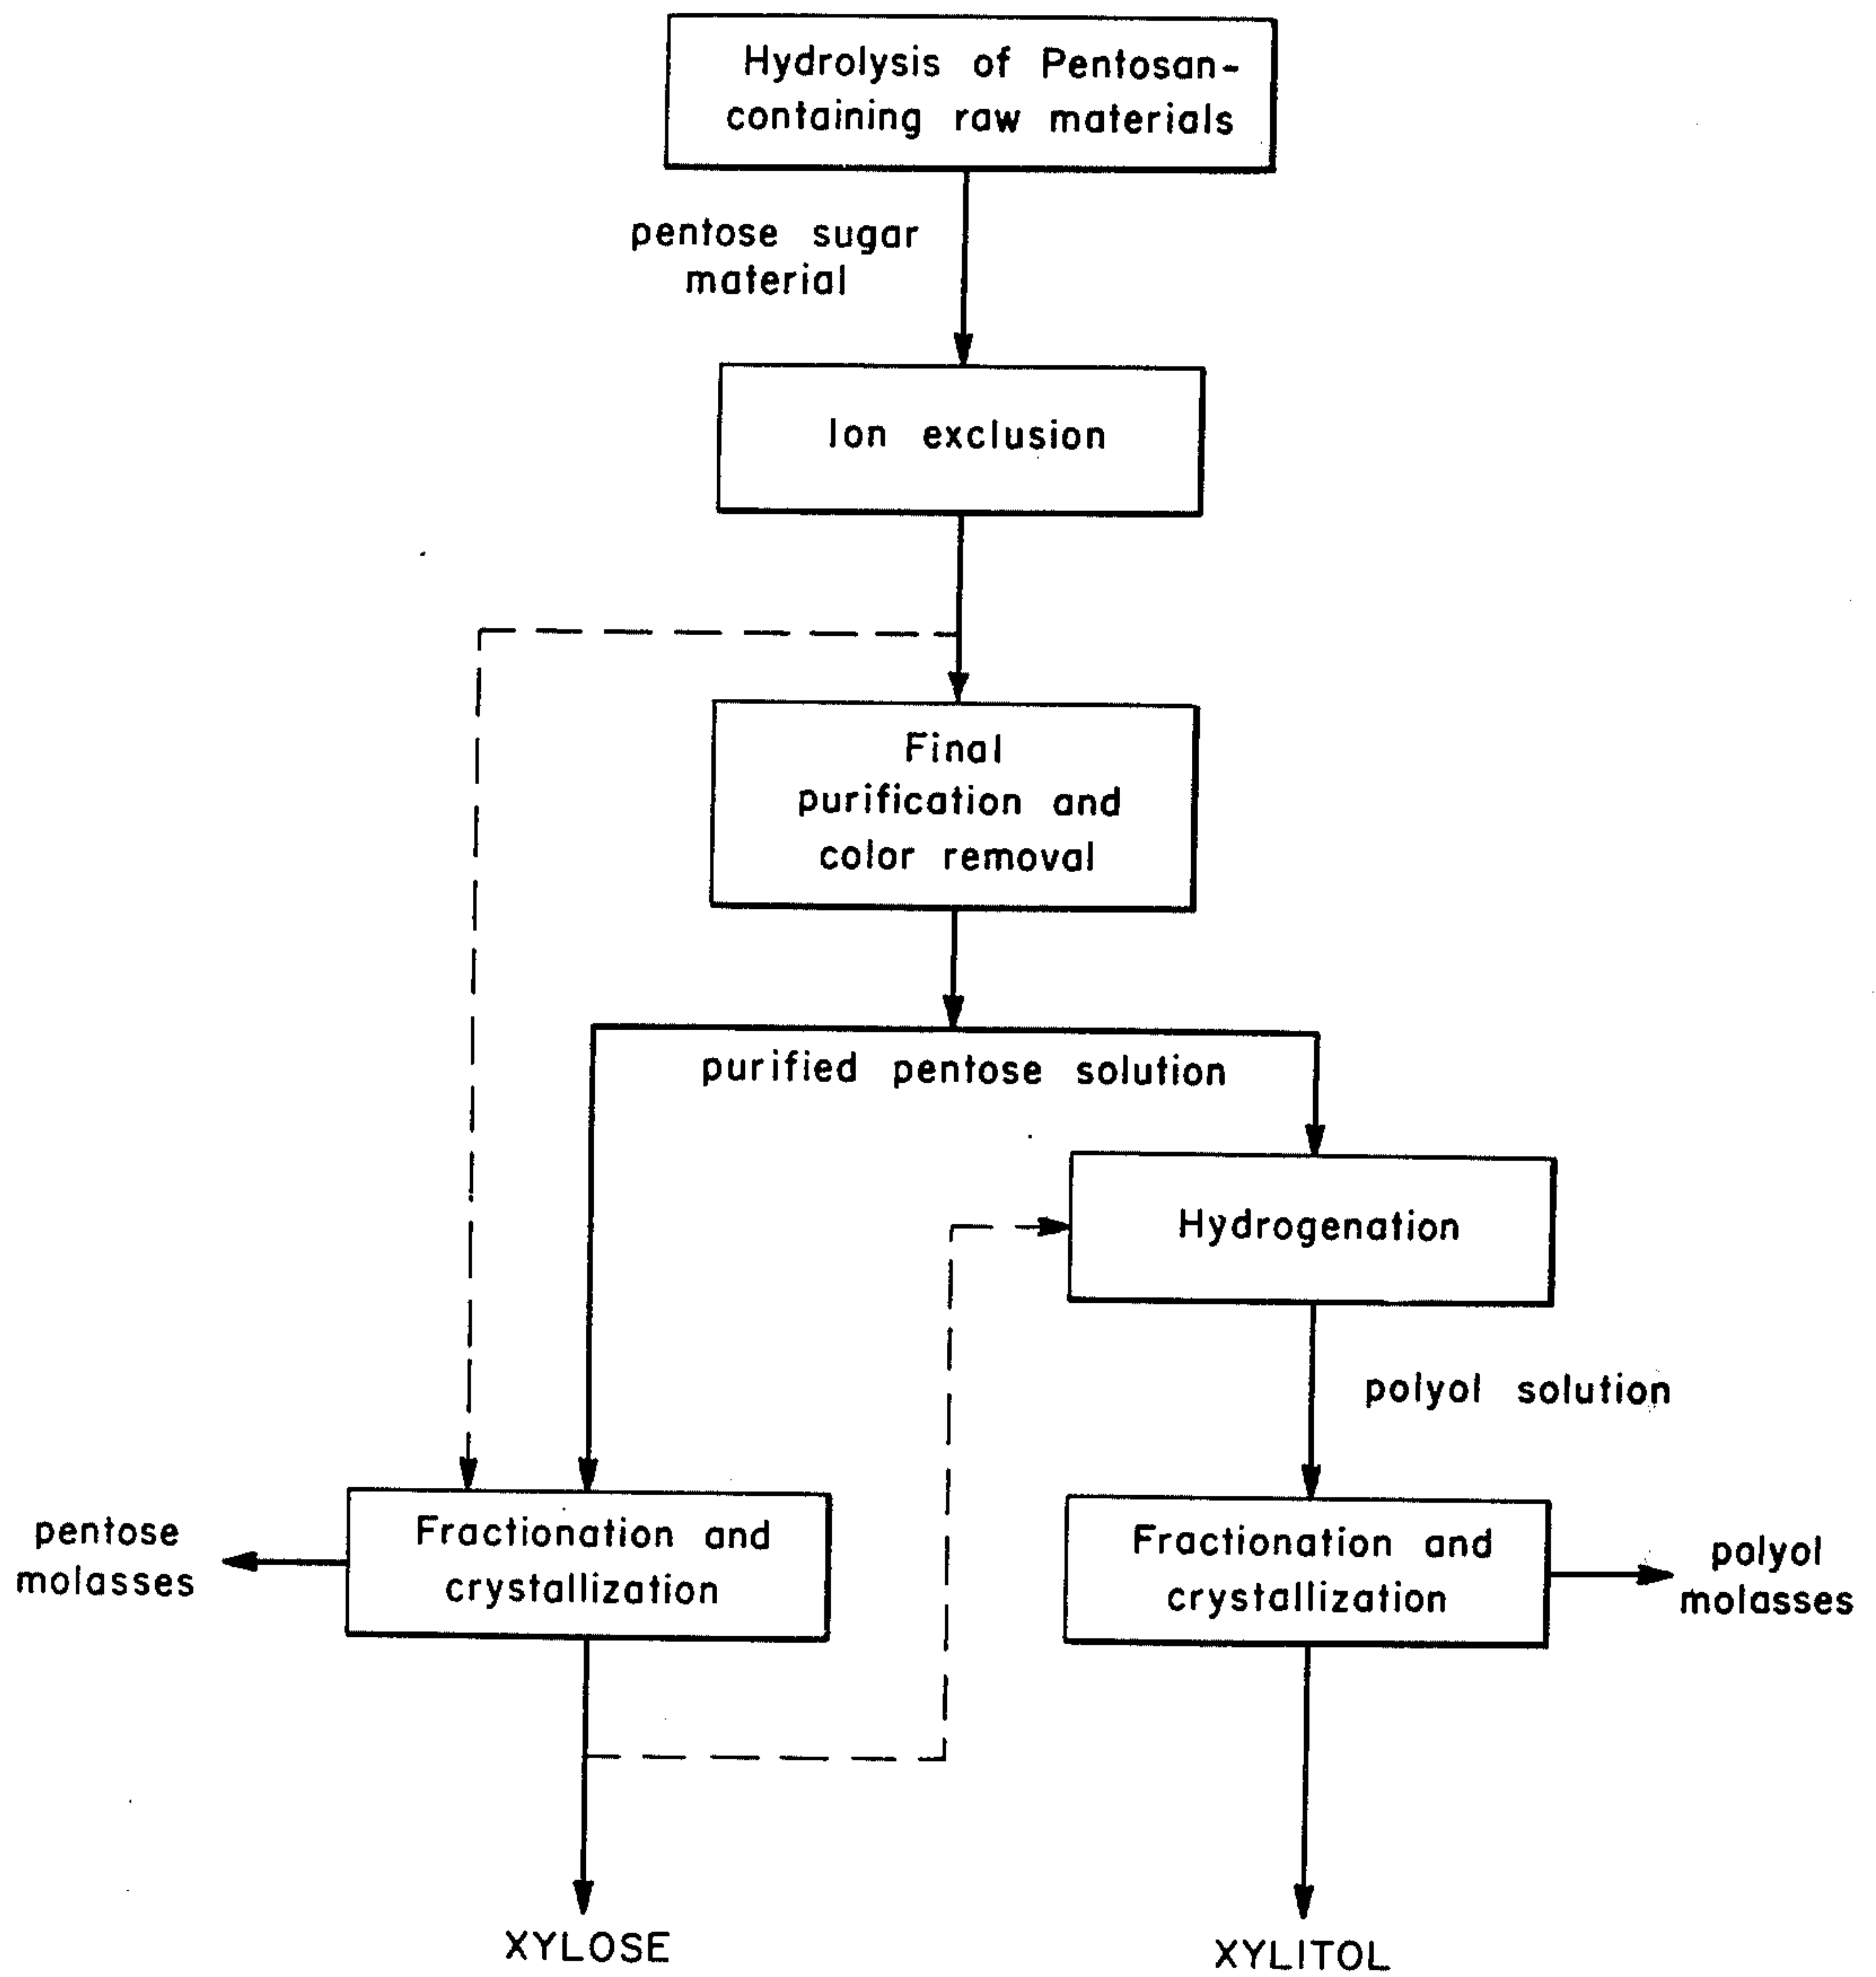 Hydrolysis of Pentosan-
containing raw materials
pentose sugar
material
Ion exclusion
Final
purification and
color removal
purified pentose solution
Hydrogenation
polyol solution
Fractionation and
crystallization
pentose
molasses
Fractionation and
crystallization
polyol
molasses
XYLOSE
XYLITOL